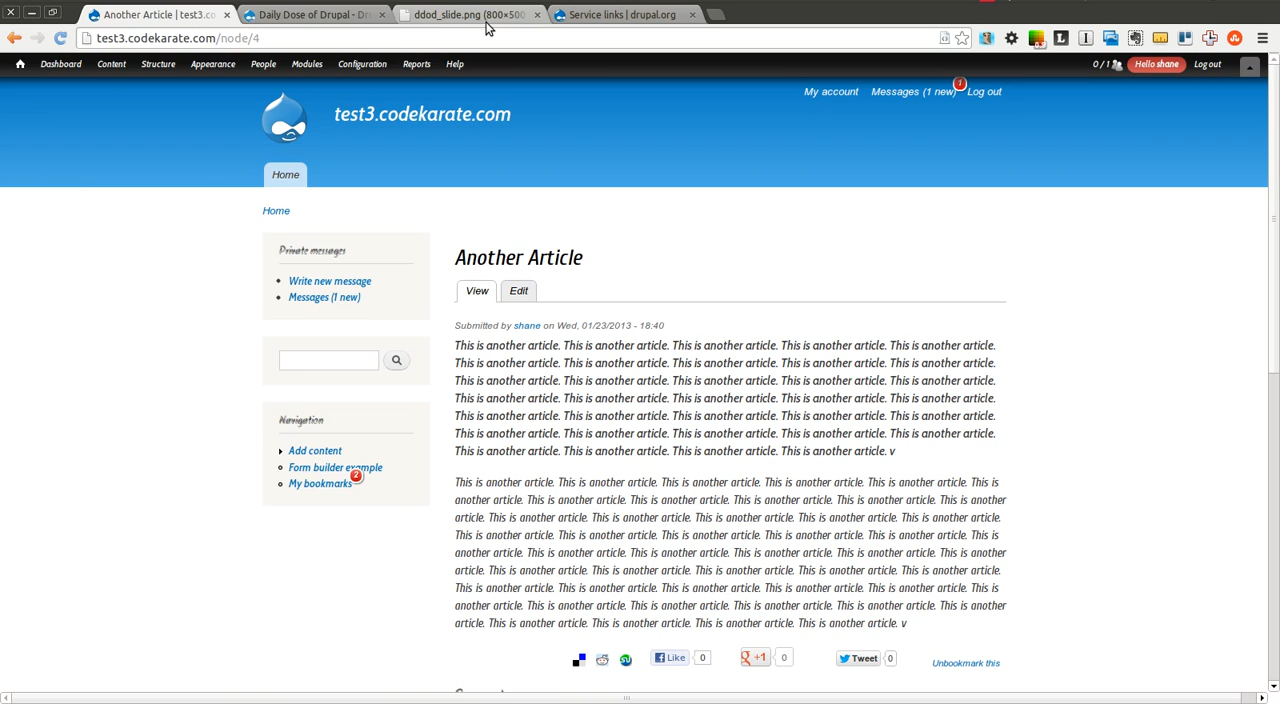 Another Article | test3.co
Daily Dose of Drupal - Dr
ddod_slide.png (800×500
Service links | drupal.org
test3.codekarate.com/node/4
Dashboard Content Structure Appearance People Modules Configuration Reports Help
0 / 1 Hello shane Log out
My account Messages (1 new) 1 Log out
test3.codekarate.com
Home
Home
Private messages
Write new message
Messages (1 new)
Navigation
Add content
Form builder example
My bookmarks 2
Another Article
View Edit
Submitted by shane on Wed, 01/23/2013 - 18:40
This is another article. This is another article. This is another article. This is another article. This is another article.
This is another article. This is another article. This is another article. This is another article. This is another article.
This is another article. This is another article. This is another article. This is another article. This is another article.
This is another article. This is another article. This is another article. This is another article. This is another article.
This is another article. This is another article. This is another article. This is another article. This is another article.
This is another article. This is another article. This is another article. This is another article. This is another article.
This is another article. This is another article. This is another article. This is another article. v
This is another article. This is another article. This is another article. This is another article. This is another article. This is
another article. This is another article. This is another article. This is another article. This is another article. This is another
article. This is another article. This is another article. This is another article. This is another article. This is another article.
This is another article. This is another article. This is another article. This is another article. This is another article. This is
another article. This is another article. This is another article. This is another article. This is another article. This is another
article. This is another article. This is another article. This is another article. This is another article. This is another article.
This is another article. This is another article. This is another article. This is another article. This is another article. This is
another article. This is another article. This is another article. This is another article. This is another article. This is another
article. This is another article. This is another article. This is another article. This is another article. v
Like 0 +1 0 Tweet 0 Unbookmark this